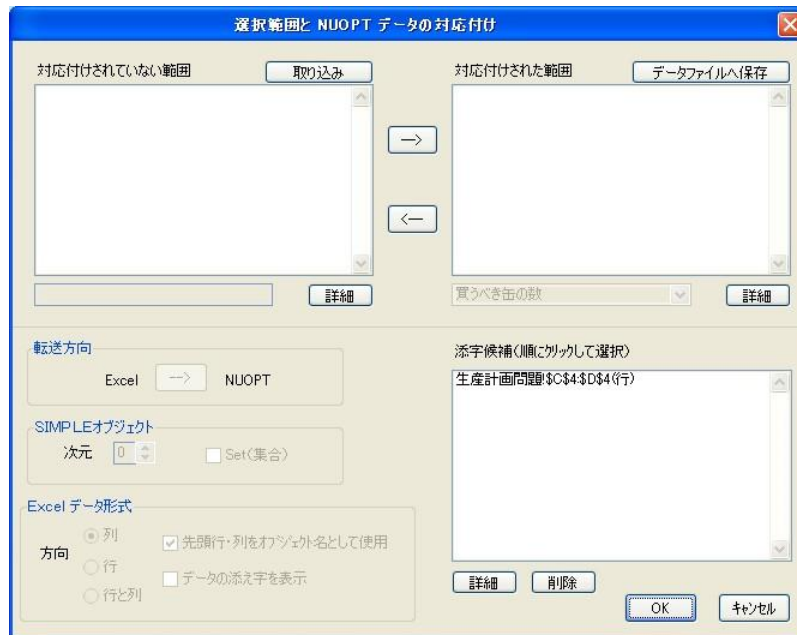 選択範囲と NUOPT データの対応付け
対応付けされていない範囲
取り込み
対応付けされた範囲
データファイルへ保存
-->
<--
詳細
買うべき缶の数
詳細
転送方向
Excel
-->
NUOPT
SIMPLEオブジェクト
次元
0
Set(集合)
Excel データ形式
方向
列
行
行と列
先頭行・列をオブジェクト名として使用
データの添え字を表示
添字候補(順にクリックして選択)
生産計画問題!$C$4:$D$4(行)
詳細
削除
OK
キャンセル